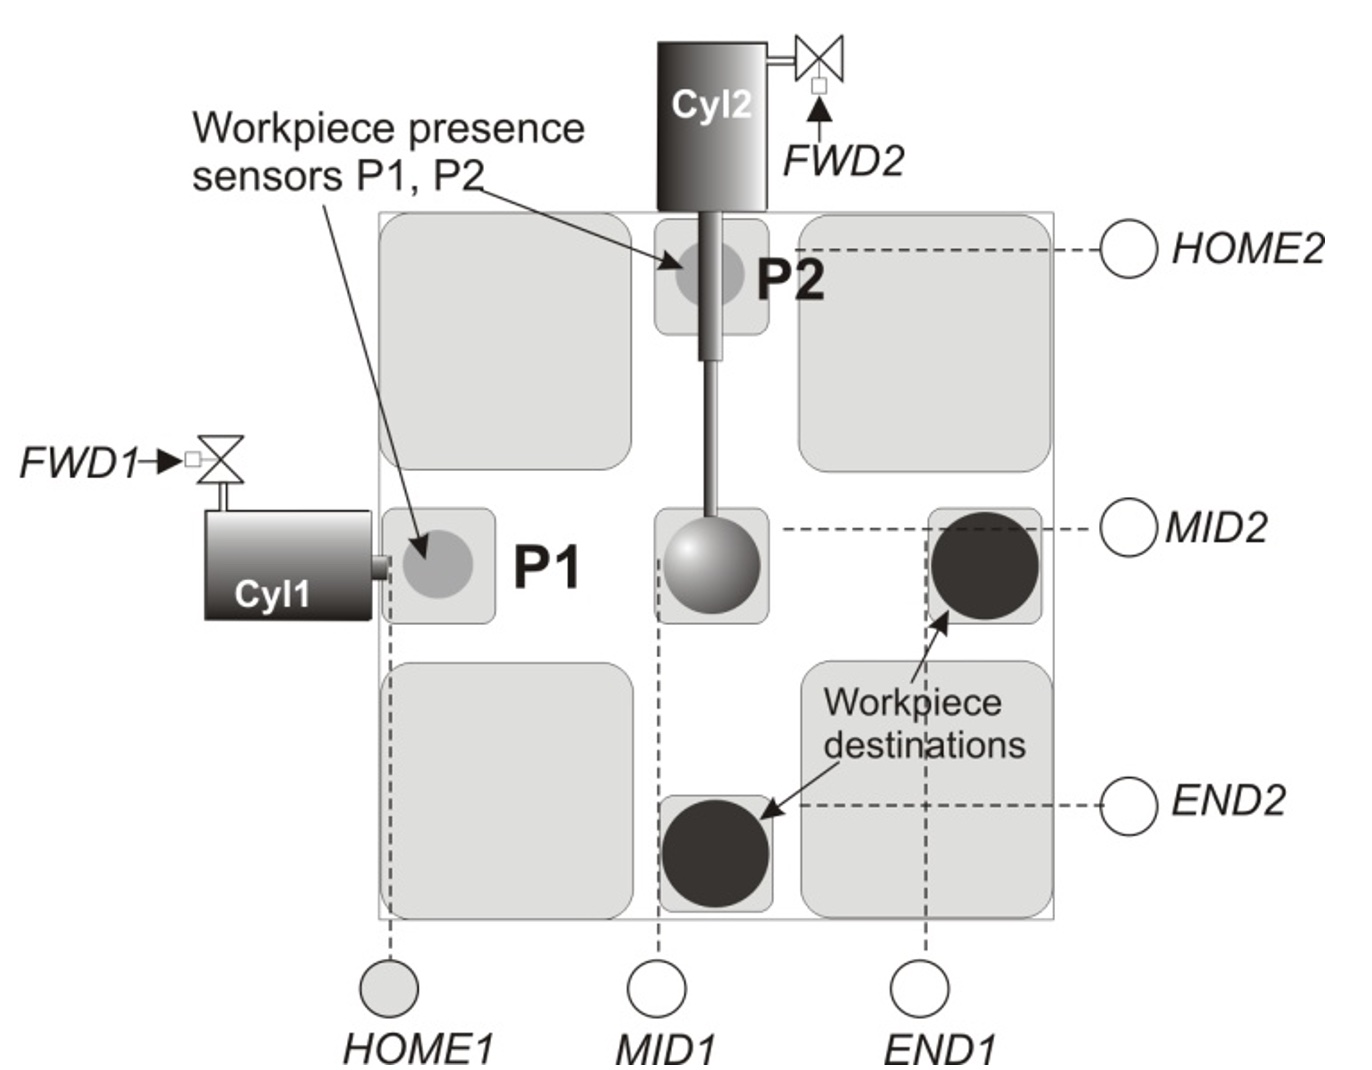 Cyl2
Workpiece presence
sensors P1, P2
FWD2
HOME2
P2
FWD1
MID2
P1
Cyl1
Workpiece
destinations
END2
HOME1
MID1
END1